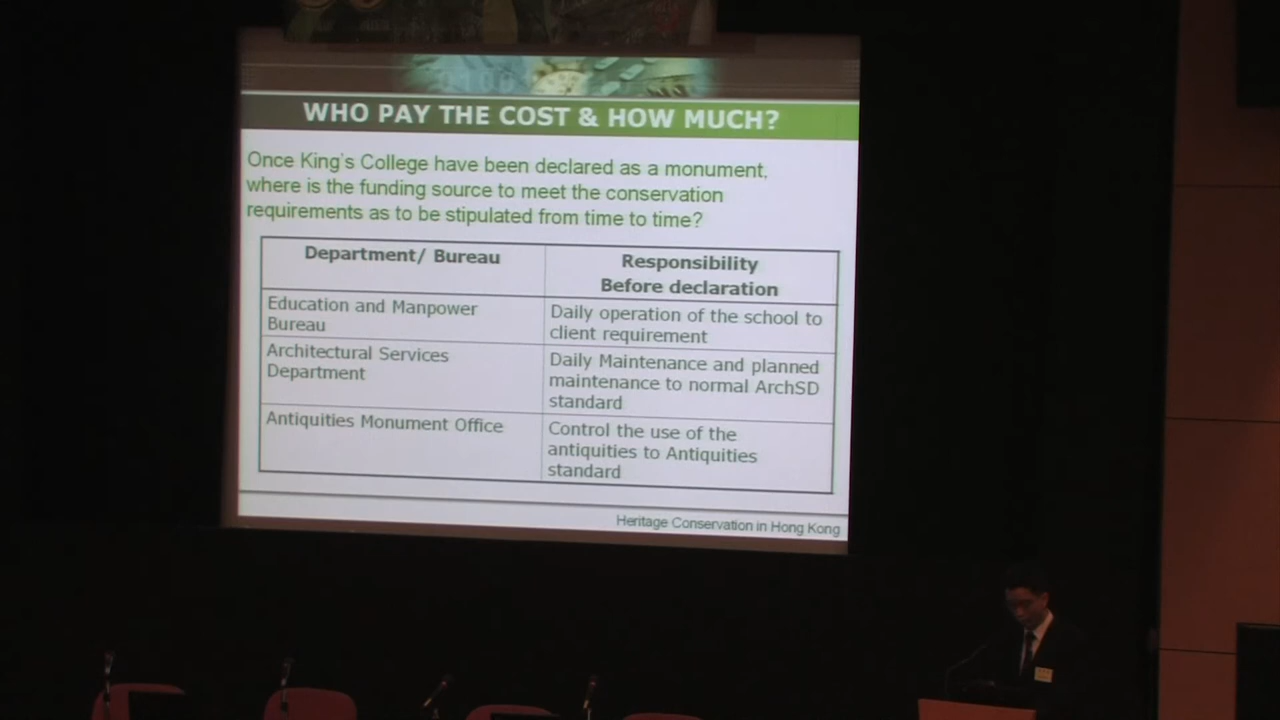 WHO PAY THE COST & HOW MUCH?
Once King's College have been declared as a monument,
where is the funding source to meet the conservation
requirements as to be stipulated from time to time?
Department/ Bureau
Responsibility
Before declaration
Education and Manpower
Bureau
Daily operation of the school to
client requirement
Architectural Services
Department
Daily Maintenance and planned
maintenance to normal ArchSD
standard
Antiquities Monument Office
Control the use of the
antiquities to Antiquities
standard
Heritage Conservation in Hong Kong